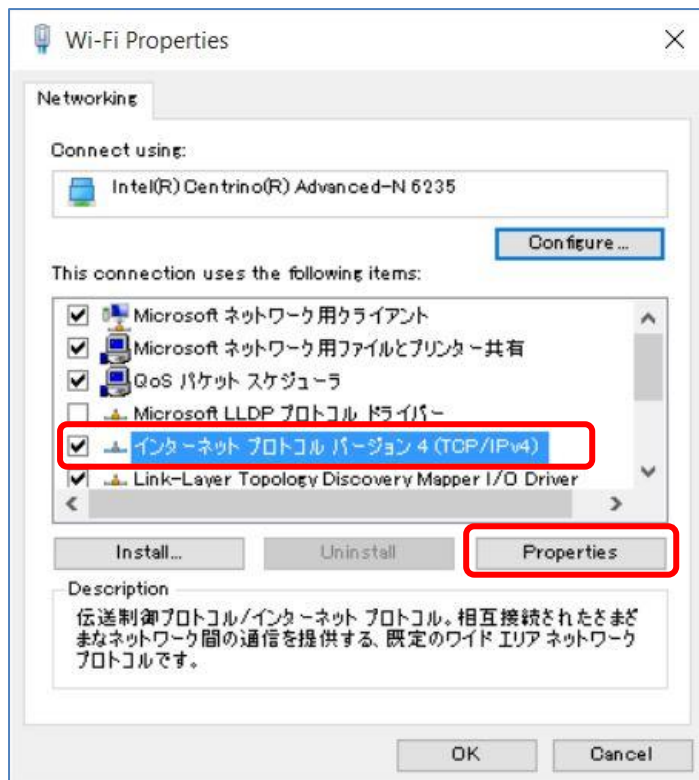 Wi-Fi Properties
Networking
Connect using:
Intel(R) Centrino(R) Advanced-N 6235
Configure...
This connection uses the following items:
Microsoft ネットワーク用クライアント
Microsoft ネットワーク用ファイルとプリンター共有
QoS パケット スケジューラ
Microsoft LLDP プロトコル ドライバー
インターネット プロトコル バージョン 4 (TCP/IPv4)
Link-Layer Topology Discovery Mapper I/O Driver
Install...
Uninstall
Properties
Description
伝送制御プロトコル/インターネット プロトコル。相互接続されたさまざ
まなネットワーク間の通信を提供する、既定のワイド エリア ネットワーク
プロトコルです。
OK
Cancel